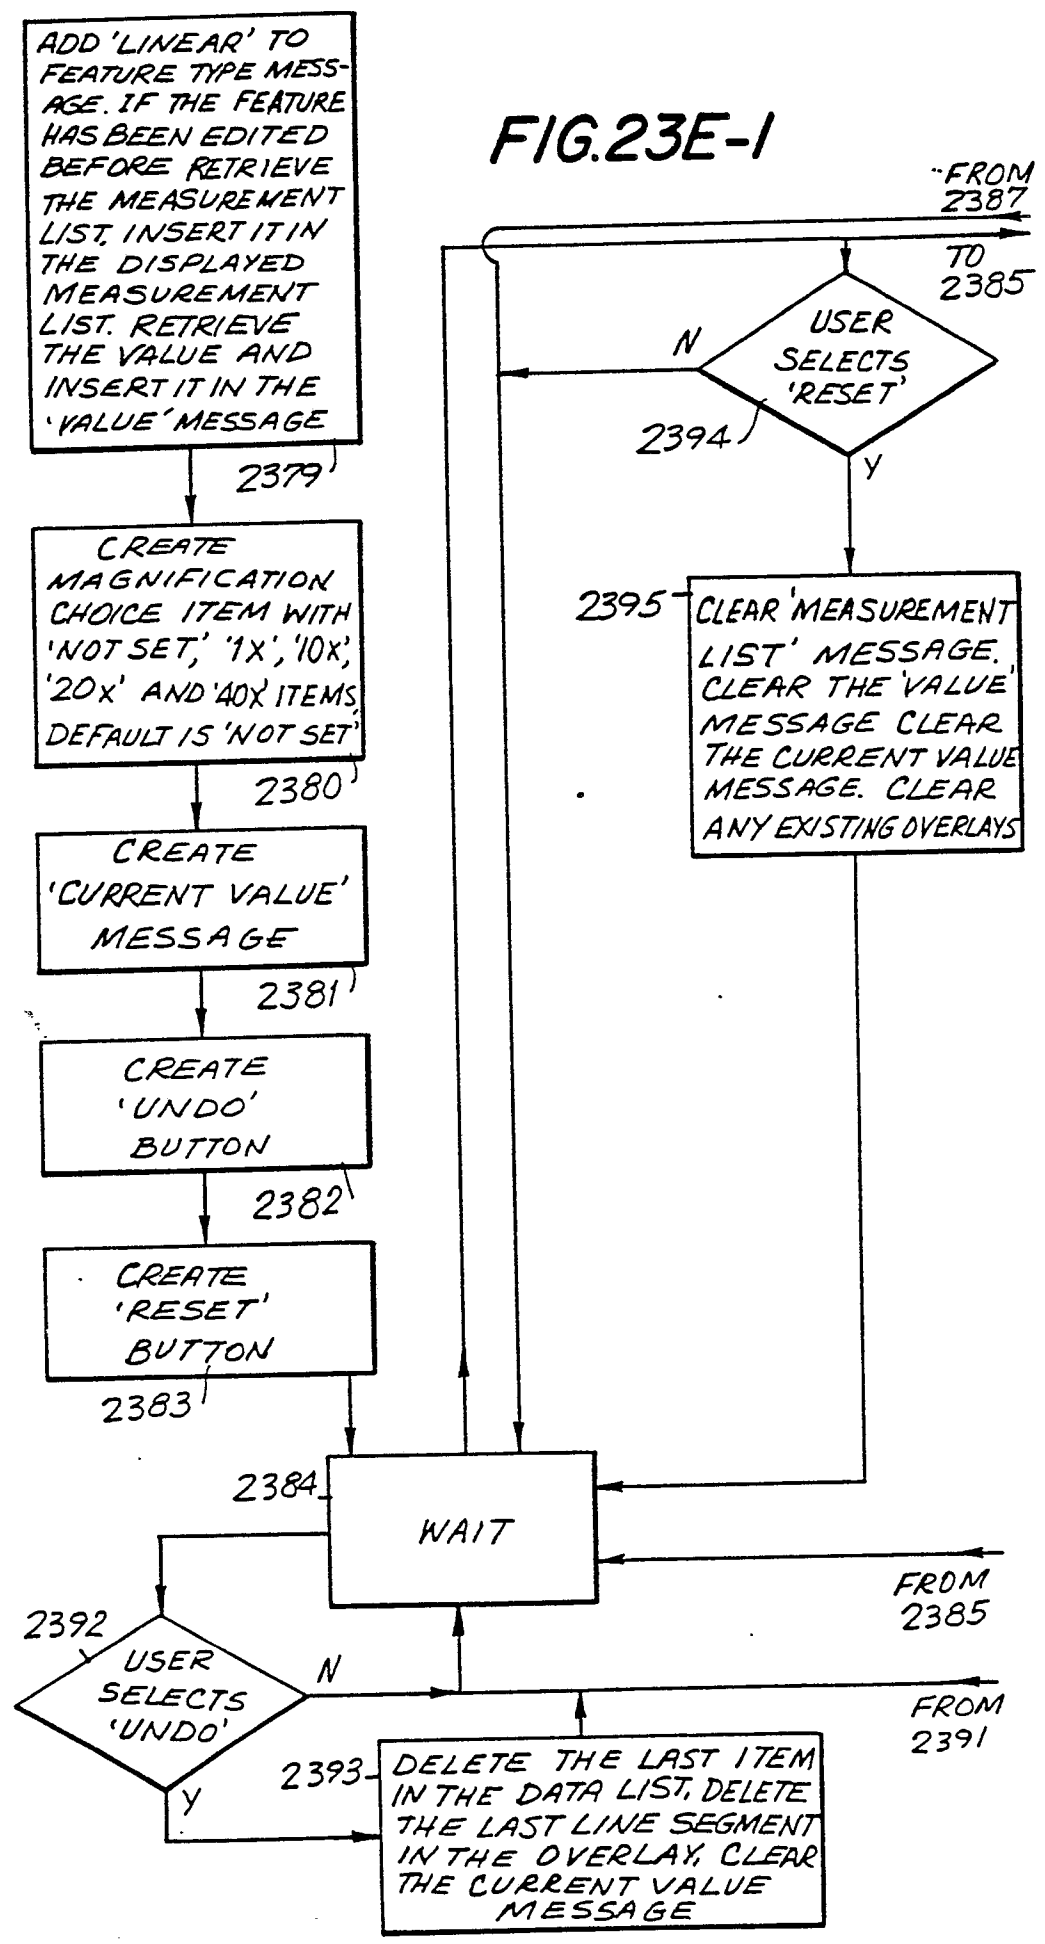 ADD 'LINEAR' TO
FEATURE TYPE MESS-
AGE. IF THE FEATURE
HAS BEEN EDITED
BEFORE RETRIEVE
THE MEASUREMENT
LIST, INSERT IT IN
THE DISPLAYED
MEASUREMENT
LIST. RETRIEVE
THE VALUE AND
INSERT IT IN THE
'VALUE' MESSAGE
2379
CREATE
MAGNIFICATION
CHOICE ITEM WITH
'NOT SET,' '1X', '10X',
'20X' AND '40X' ITEMS,
DEFAULT IS 'NOT SET'
2380
CREATE
'CURRENT VALUE'
MESSAGE
2381
CREATE
'UNDO'
BUTTON
2382
CREATE
'RESET'
BUTTON
2383
FIG.23E-1
FROM
2387
TO
2385
USER
SELECTS
'RESET'
N
2394
Y
2395
CLEAR 'MEASUREMENT
LIST' MESSAGE.
CLEAR THE 'VALUE'
MESSAGE CLEAR
THE CURRENT VALUE
MESSAGE. CLEAR
ANY EXISTING OVERLAYS
2384
WAIT
FROM
2385
2392
USER
SELECTS
'UNDO'
N
Y
FROM
2391
2393
DELETE THE LAST ITEM
IN THE DATA LIST, DELETE
THE LAST LINE SEGMENT
IN THE OVERLAY, CLEAR
THE CURRENT VALUE
MESSAGE